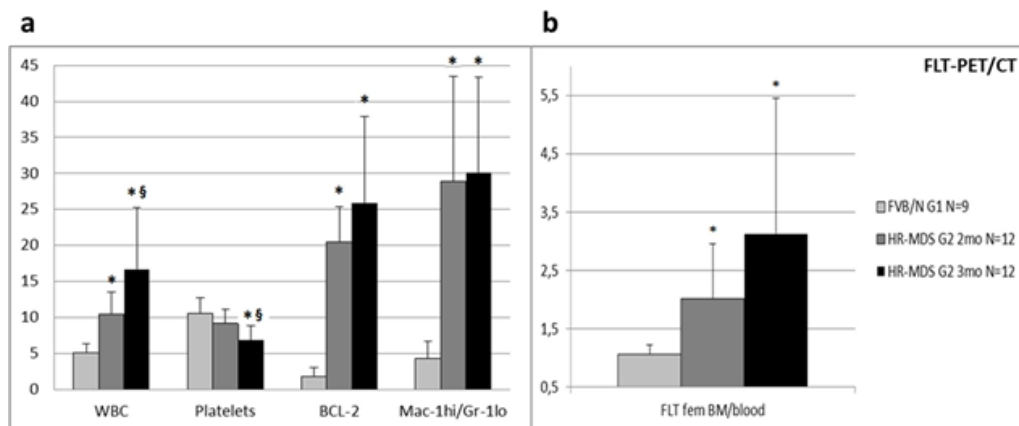 a
45
40
35
30
25
20
15
10
5
0
*
* §
* §
*
*
*
*
WBC
Platelets
BCL-2
Mac-1hi/Gr-1lo
b
FLT-PET/CT
5,5
4,5
3,5
2,5
1,5
0,5
*
*
FLT fem BM/blood
FVB/N G1 N=9
HR-MDS G2 2mo N=12
HR-MDS G2 3mo N=12